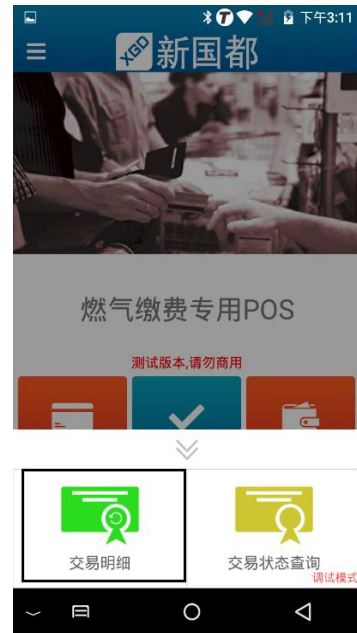 下午3:11
XGD 新国都
燃气缴费专用POS
测试版本,请勿商用
交易明细
交易状态查询
调试模式